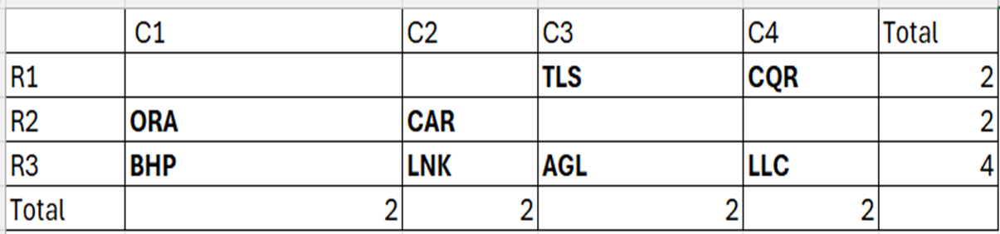 C1 C2 C3 C4 Total
R1 TLS CQR 2
R2 ORA CAR 2
R3 BHP LNK AGL LLC 4
Total 2 2 2 2